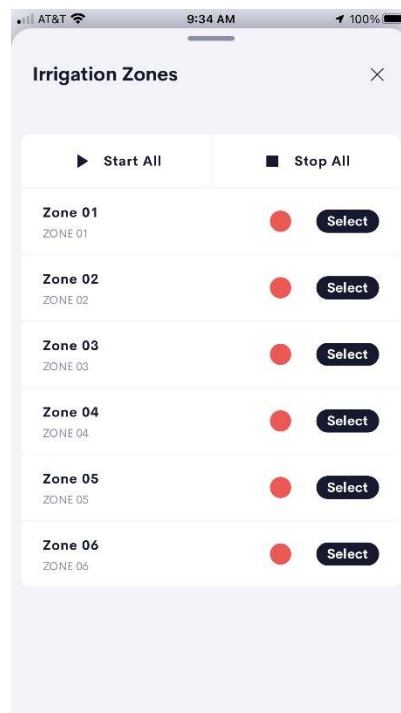 AT&T 9:34 AM 100%
Irrigation Zones
Start All Stop All
Zone 01
ZONE 01
Select
Zone 02
ZONE 02
Select
Zone 03
ZONE 03
Select
Zone 04
ZONE 04
Select
Zone 05
ZONE 05
Select
Zone 06
ZONE 06
Select